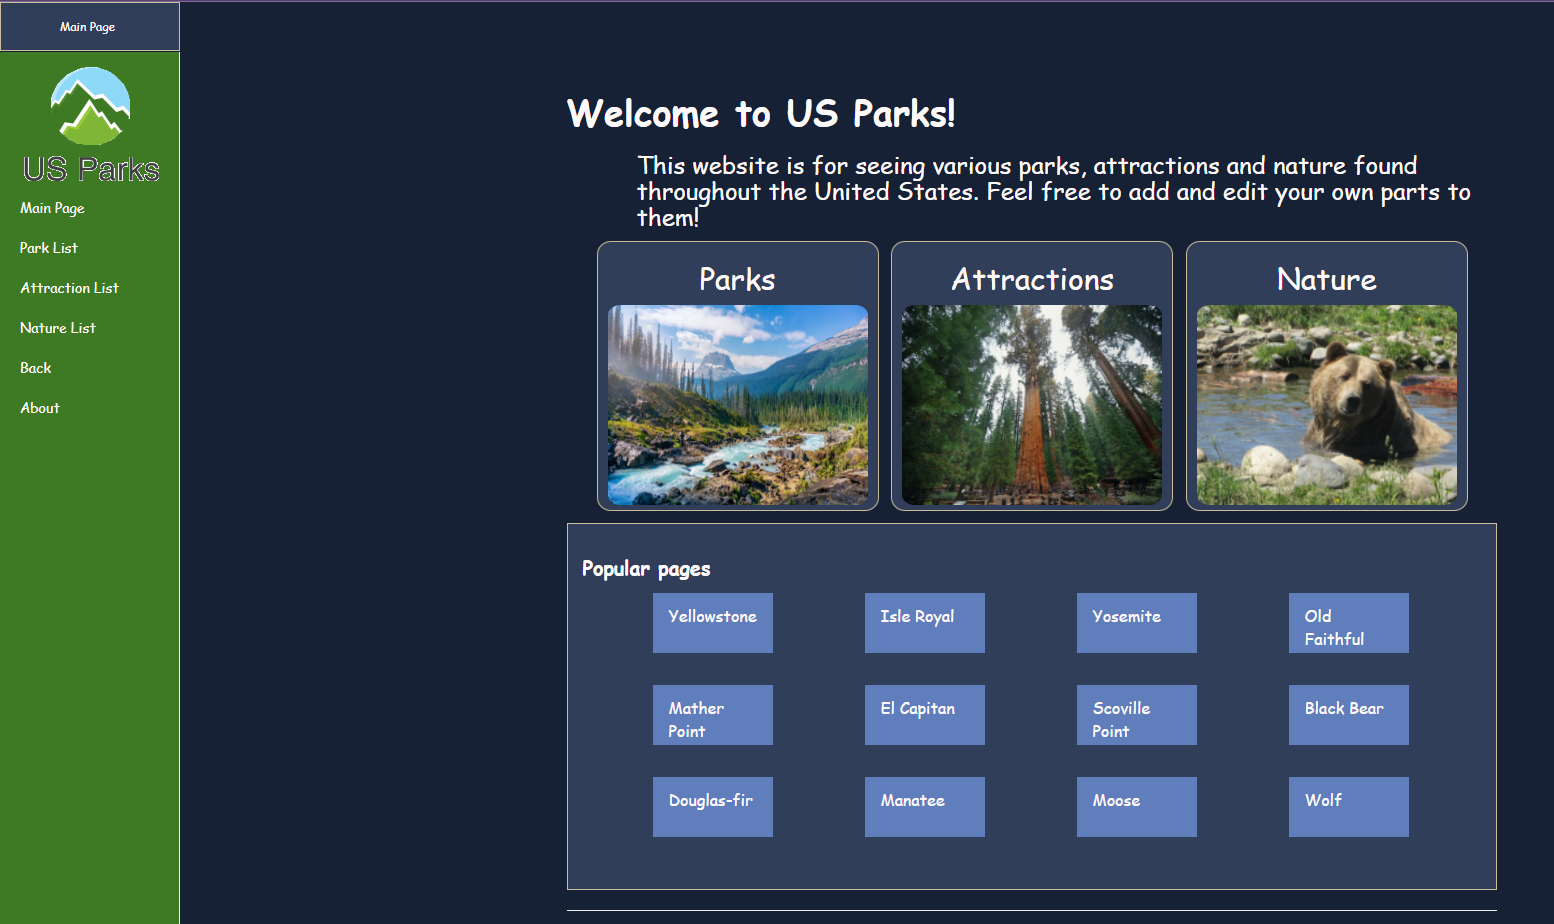 Main Page
US Parks
Main Page
Park List
Attraction List
Nature List
Back
About
Welcome to US Parks!
This website is for seeing various parks, attractions and nature found
throughout the United States. Feel free to add and edit your own parts to
them!
Parks
Attractions
Nature
Popular pages
Yellowstone
Isle Royal
Yosemite
Old
Faithful
Mather
Point
El Capitan
Scoville
Point
Black Bear
Douglas-fir
Manatee
Moose
Wolf